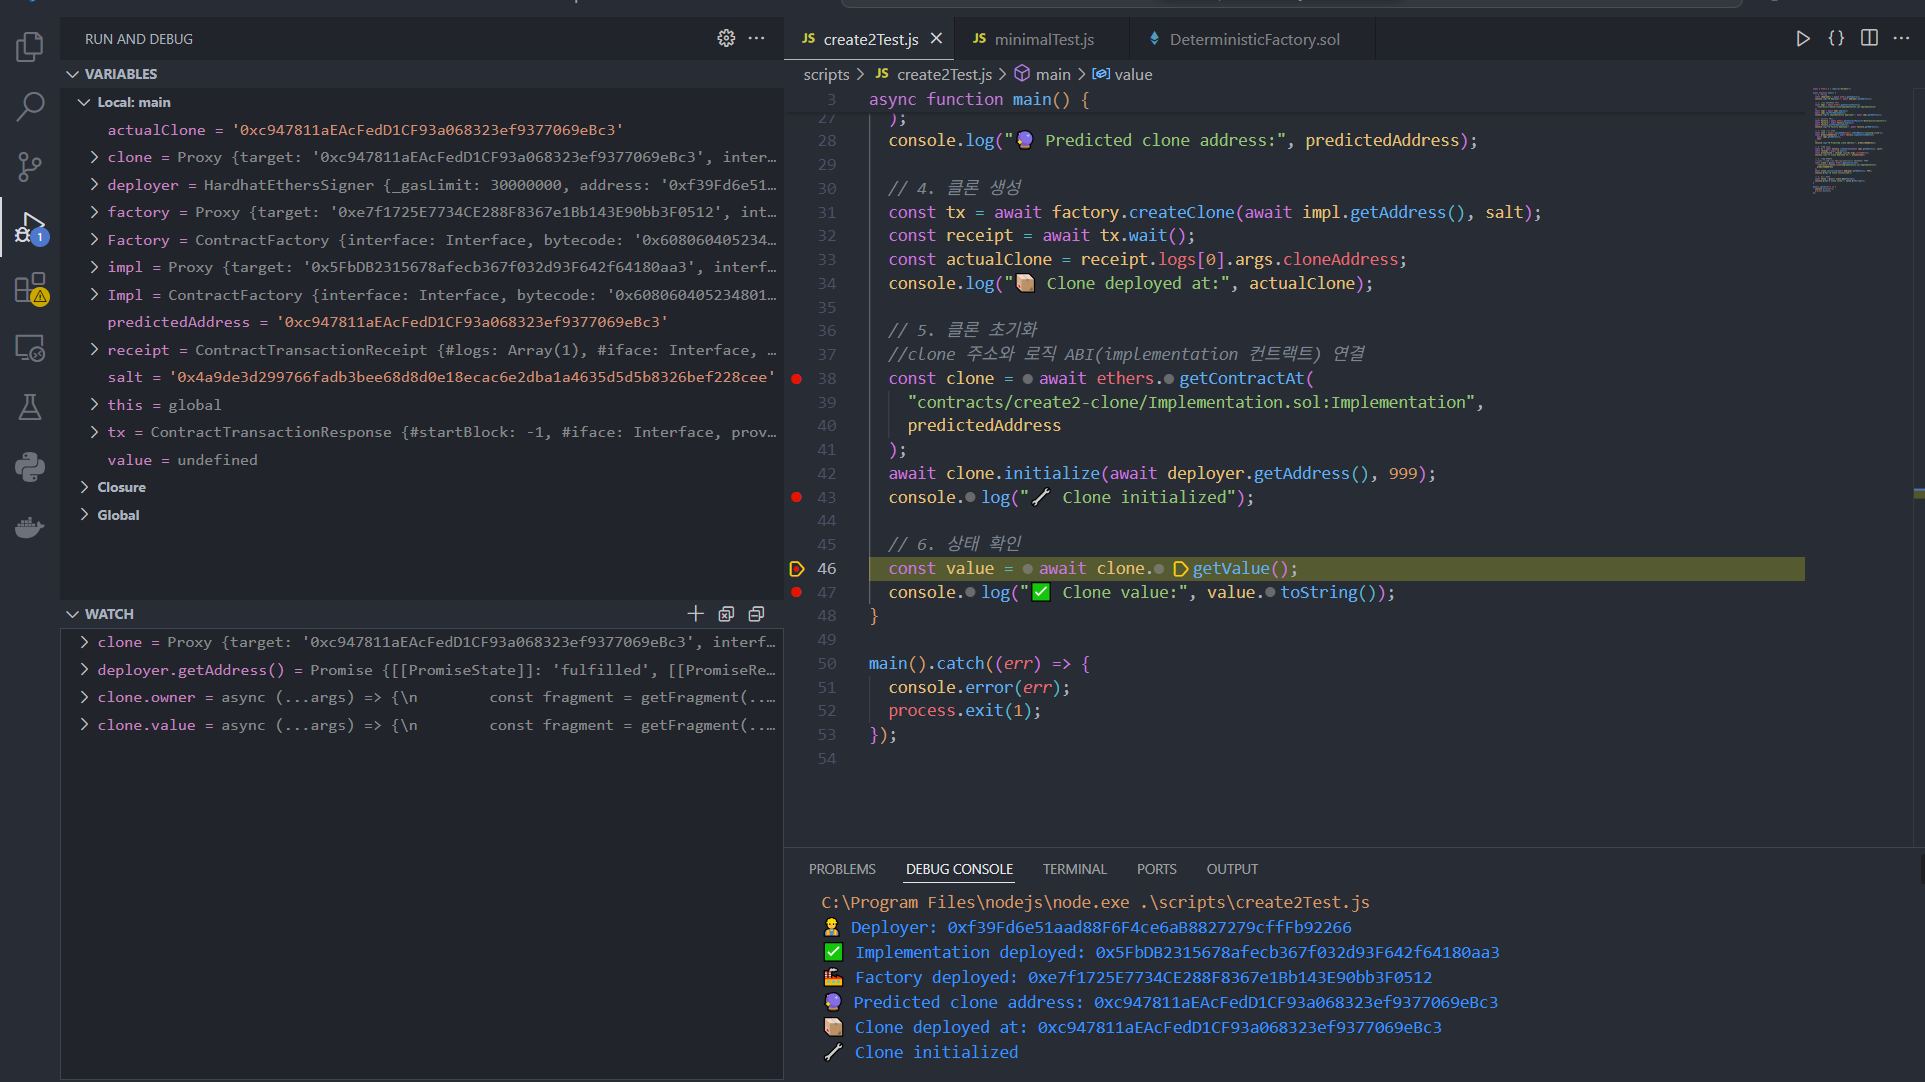 RUN AND DEBUG
VARIABLES
Local: main
actualClone = '0xc947811aEAcFedD1CF93a068323ef9377069eBc3'
clone = Proxy {target: '0xc947811aEAcFedD1CF93a068323ef9377069eBc3', inter…
deployer = HardhatEthersSigner {_gasLimit: 30000000, address: '0xf39Fd6e51…
factory = Proxy {target: '0xe7f1725E7734CE288F8367e1Bb143E90bb3F0512', int…
Factory = ContractFactory {interface: Interface, bytecode: '0x608060405234…
impl = Proxy {target: '0x5FbDB2315678afecb367f032d93F642f64180aa3', interf…
Impl = ContractFactory {interface: Interface, bytecode: '0x608060405234801…
predictedAddress = '0xc947811aEAcFedD1CF93a068323ef9377069eBc3'
receipt = ContractTransactionReceipt {#logs: Array(1), #iface: Interface, …
salt = '0x4a9de3d299766fadb3bee68d8d0e18ecac6e2dba1a4635d5d5b8326bef228cee'
this = global
tx = ContractTransactionResponse {#startBlock: -1, #iface: Interface, prov…
value = undefined
Closure
Global
WATCH
clone = Proxy {target: '0xc947811aEAcFedD1CF93a068323ef9377069eBc3', interf…
deployer.getAddress() = Promise {[[PromiseState]]: 'fulfilled', [[PromiseRe…
clone.owner = async (...args) => {\n        const fragment = getFragment(..…
clone.value = async (...args) => {\n        const fragment = getFragment(..…
1
JS create2Test.js
JS minimalTest.js
DeterministicFactory.sol
scripts > JS create2Test.js > main > value
3 async function main() {
27 );
28 console.log("🔮 Predicted clone address:", predictedAddress);
29
30 // 4. 클론 생성
31 const tx = await factory.createClone(await impl.getAddress(), salt);
32 const receipt = await tx.wait();
33 const actualClone = receipt.logs[0].args.cloneAddress;
34 console.log("📦 Clone deployed at:", actualClone);
35
36 // 5. 클론 초기화
37 //clone 주소와 로직 ABI(implementation 컨트랙트) 연결
38 const clone = await ethers.getContractAt(
39 "contracts/create2-clone/Implementation.sol:Implementation",
40 predictedAddress
41 );
42 await clone.initialize(await deployer.getAddress(), 999);
43 console.log("🔧 Clone initialized");
44
45 // 6. 상태 확인
46 const value = await clone.getValue();
47 console.log("✅ Clone value:", value.toString());
48 }
49
50 main().catch((err) => {
51 console.error(err);
52 process.exit(1);
53 });
54
PROBLEMS
DEBUG CONSOLE
TERMINAL
PORTS
OUTPUT
C:\Program Files\nodejs\node.exe .\scripts\create2Test.js
👷 Deployer: 0xf39Fd6e51aad88F6F4ce6aB8827279cffFb92266
✅ Implementation deployed: 0x5FbDB2315678afecb367f032d93F642f64180aa3
🏭 Factory deployed: 0xe7f1725E7734CE288F8367e1Bb143E90bb3F0512
🔮 Predicted clone address: 0xc947811aEAcFedD1CF93a068323ef9377069eBc3
📦 Clone deployed at: 0xc947811aEAcFedD1CF93a068323ef9377069eBc3
🔧 Clone initialized